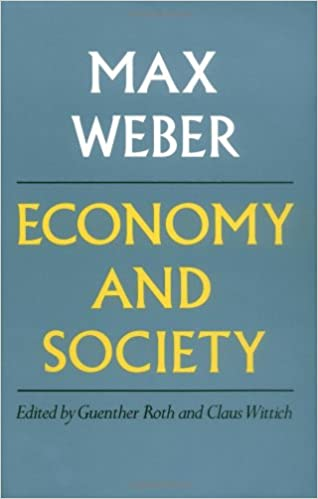 MAX
WEBER
ECONOMY
AND
SOCIETY
Edited by Guenther Roth and Claus Wittich